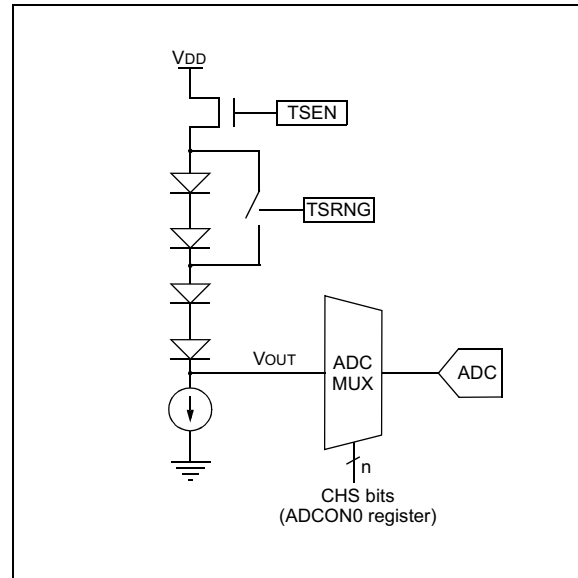 VDD
TSEN
TSRNG
VOUT
ADC
MUX
ADC
n
CHS bits
(ADCON0 register)